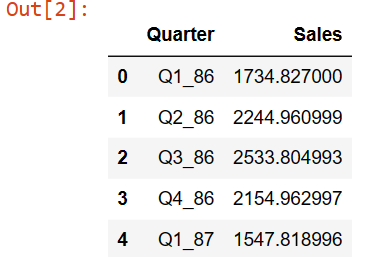 Out[2]:
Quarter Sales
0 Q1_86 1734.827000
1 Q2_86 2244.960999
2 Q3_86 2533.804993
3 Q4_86 2154.962997
4 Q1_87 1547.818996